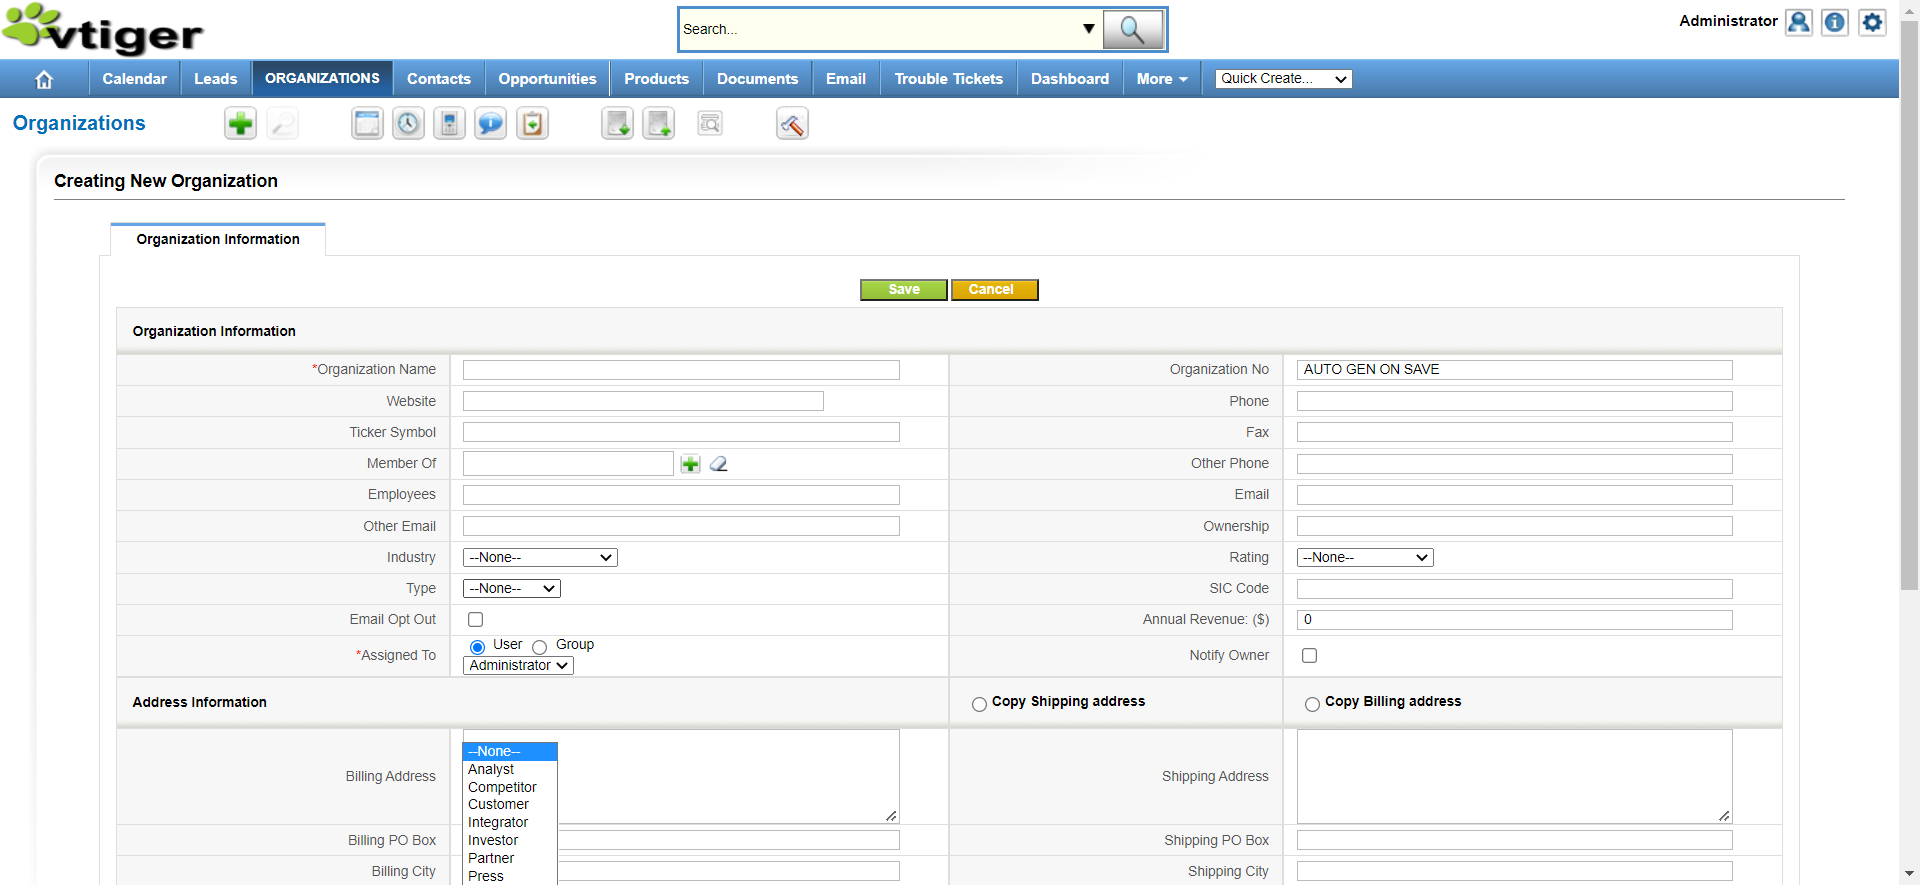 vtiger
Search...
Administrator
Calendar
Leads
ORGANIZATIONS
Contacts
Opportunities
Products
Documents
Email
Trouble Tickets
Dashboard
More
Quick Create...
Organizations
Creating New Organization
Organization Information
Save
Cancel
Organization Information
*Organization Name
Organization No
AUTO GEN ON SAVE
Website
Phone
Ticker Symbol
Fax
Member Of
Other Phone
Employees
Email
Other Email
Ownership
Industry
--None--
Rating
--None--
Type
--None--
SIC Code
Email Opt Out
Annual Revenue: ($)
0
*Assigned To
User
Group
Administrator
Notify Owner
Address Information
Copy Shipping address
Copy Billing address
Billing Address
--None--
Analyst
Competitor
Customer
Integrator
Investor
Partner
Press
Shipping Address
Billing PO Box
Shipping PO Box
Billing City
Shipping City